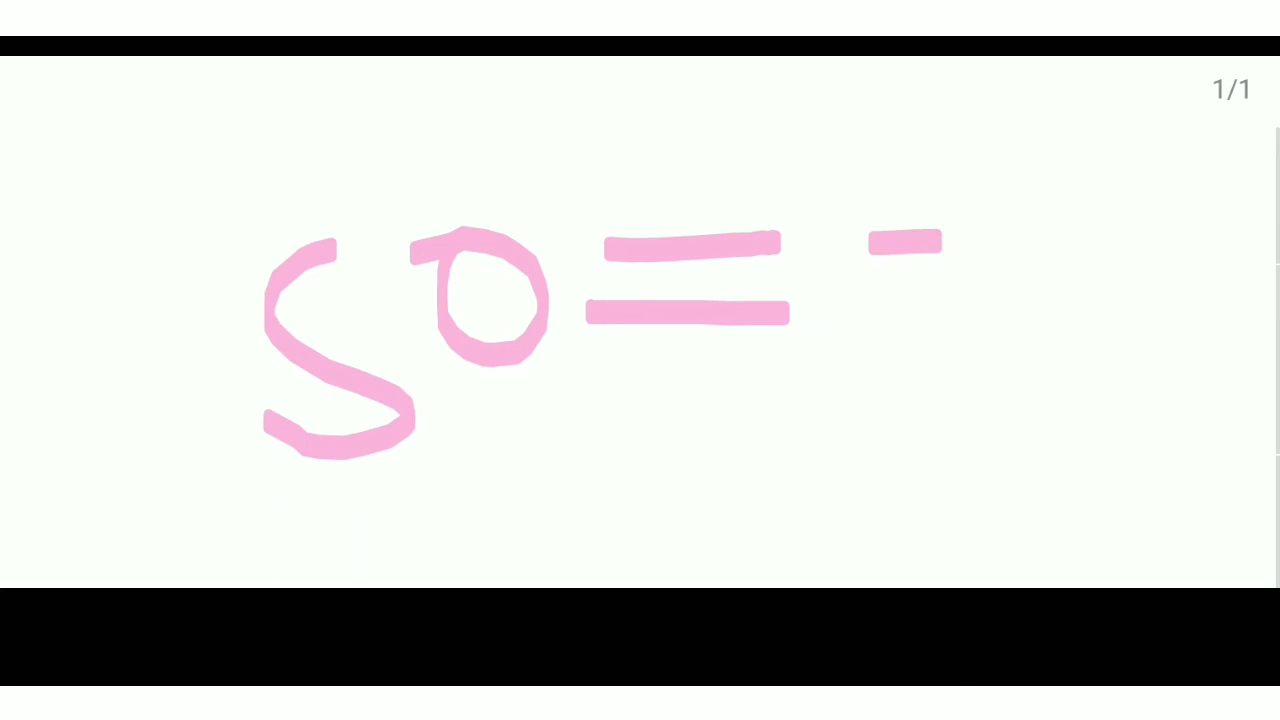 1/1
So = -